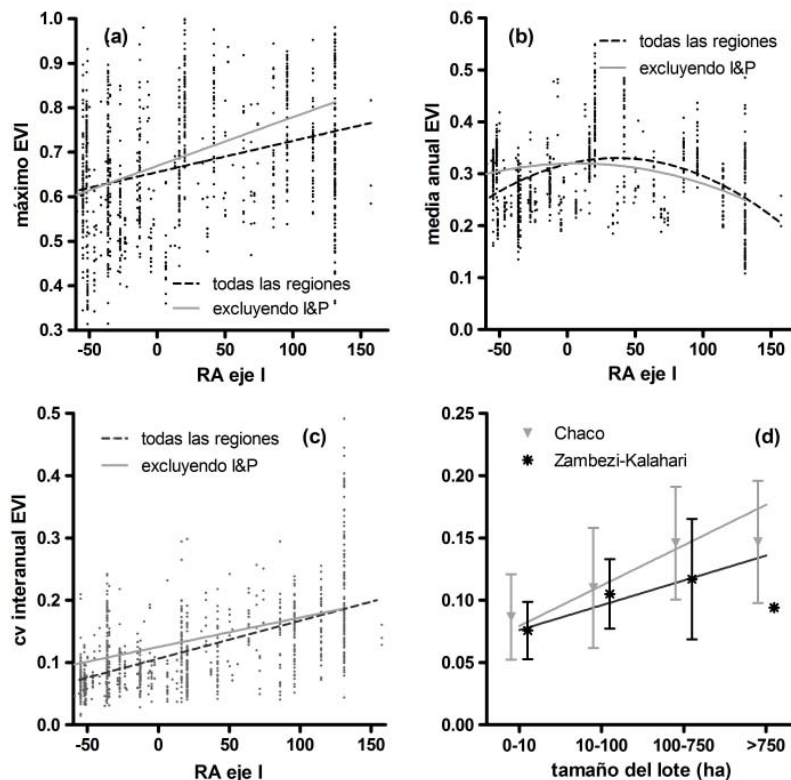 (a)
máximo EVI
1.0
0.9
0.8
0.7
0.6
0.5
0.4
0.3
todas las regiones
excluyendo I&P
-50 0 50 100 150
RA eje I
(b)
media anual EVI
0.6
0.5
0.4
0.3
0.2
0.1
0.0
todas las regiones
excluyendo I&P
-50 0 50 100 150
RA eje I
(c)
cv interanual EVI
0.5
0.4
0.3
0.2
0.1
0.0
todas las regiones
excluyendo I&P
-50 0 50 100 150
RA eje I
(d)
0.25
0.20
0.15
0.10
0.05
0.00
Chaco
Zambezi-Kalahari
0-10 10-100 100-750 >750
tamaño del lote (ha)